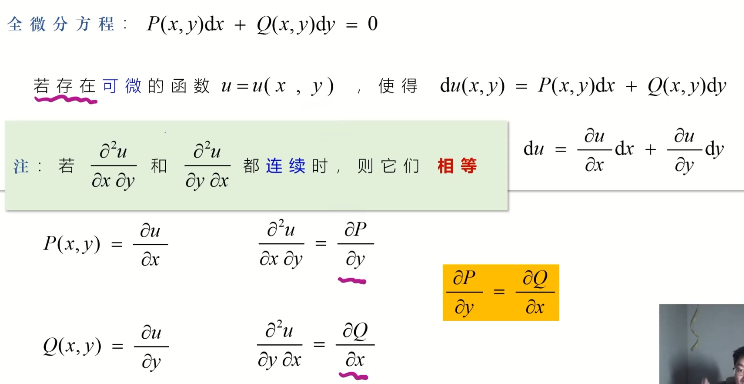 全微分方程: P(x,y)dx + Q(x,y)dy = 0
若存在可微的函数 u=u(x , y) , 使得 du(x,y) = P(x,y)dx + Q(x,y)dy
注: 若 ∂²u/∂x ∂y 和 ∂²u/∂y ∂x 都连续时, 则它们 相等
du = ∂u/∂x dx + ∂u/∂y dy
P(x,y) = ∂u/∂x
∂²u/∂x ∂y = ∂P/∂y
∂P/∂y = ∂Q/∂x
Q(x,y) = ∂u/∂y
∂²u/∂y ∂x = ∂Q/∂x